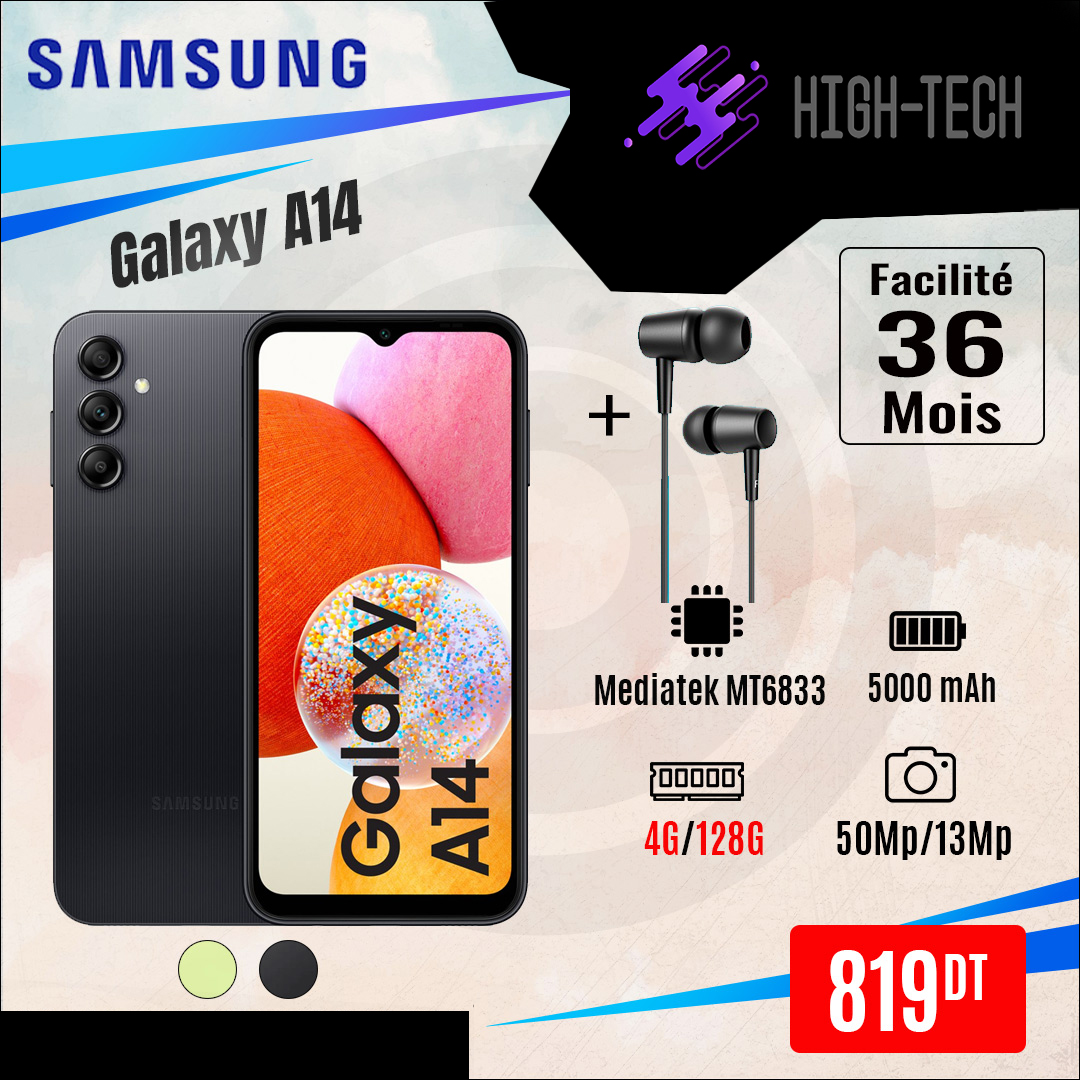 SAMSUNG
HIGH-TECH
Galaxy A14
Facilité
36
Mois
+
Galaxy
A14
SAMSUNG
Mediatek MT6833
5000 mAh
4G/128G
50Mp/13Mp
819DT